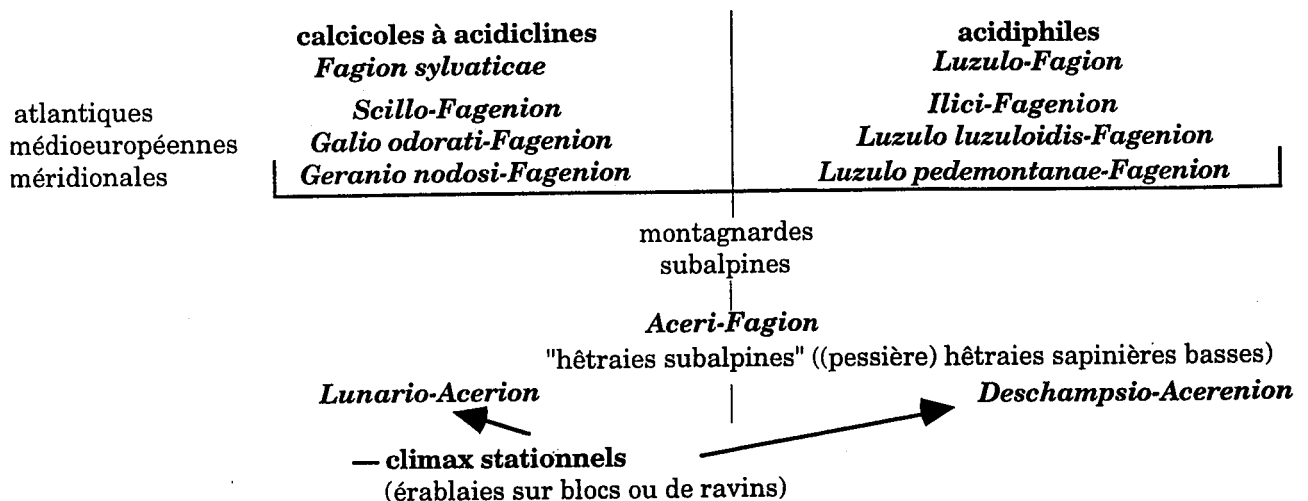 calcicoles à acidiclines acidiphiles
Fagion sylvaticae Luzulo-Fagion
atlantiques Scillo-Fagenion Ilici-Fagenion
médioeuropéennes Galio odorati-Fagenion Luzulo luzuloidis-Fagenion
méridionales Geranio nodosi-Fagenion Luzulo pedemontanae-Fagenion
montagnardes
subalpines
Aceri-Fagion
"hêtraies subalpines" ((pessière) hêtraies sapinières basses)
Lunario-Acerion Deschampsio-Acerenion
— climax stationnels
(érablaies sur blocs ou de ravins)